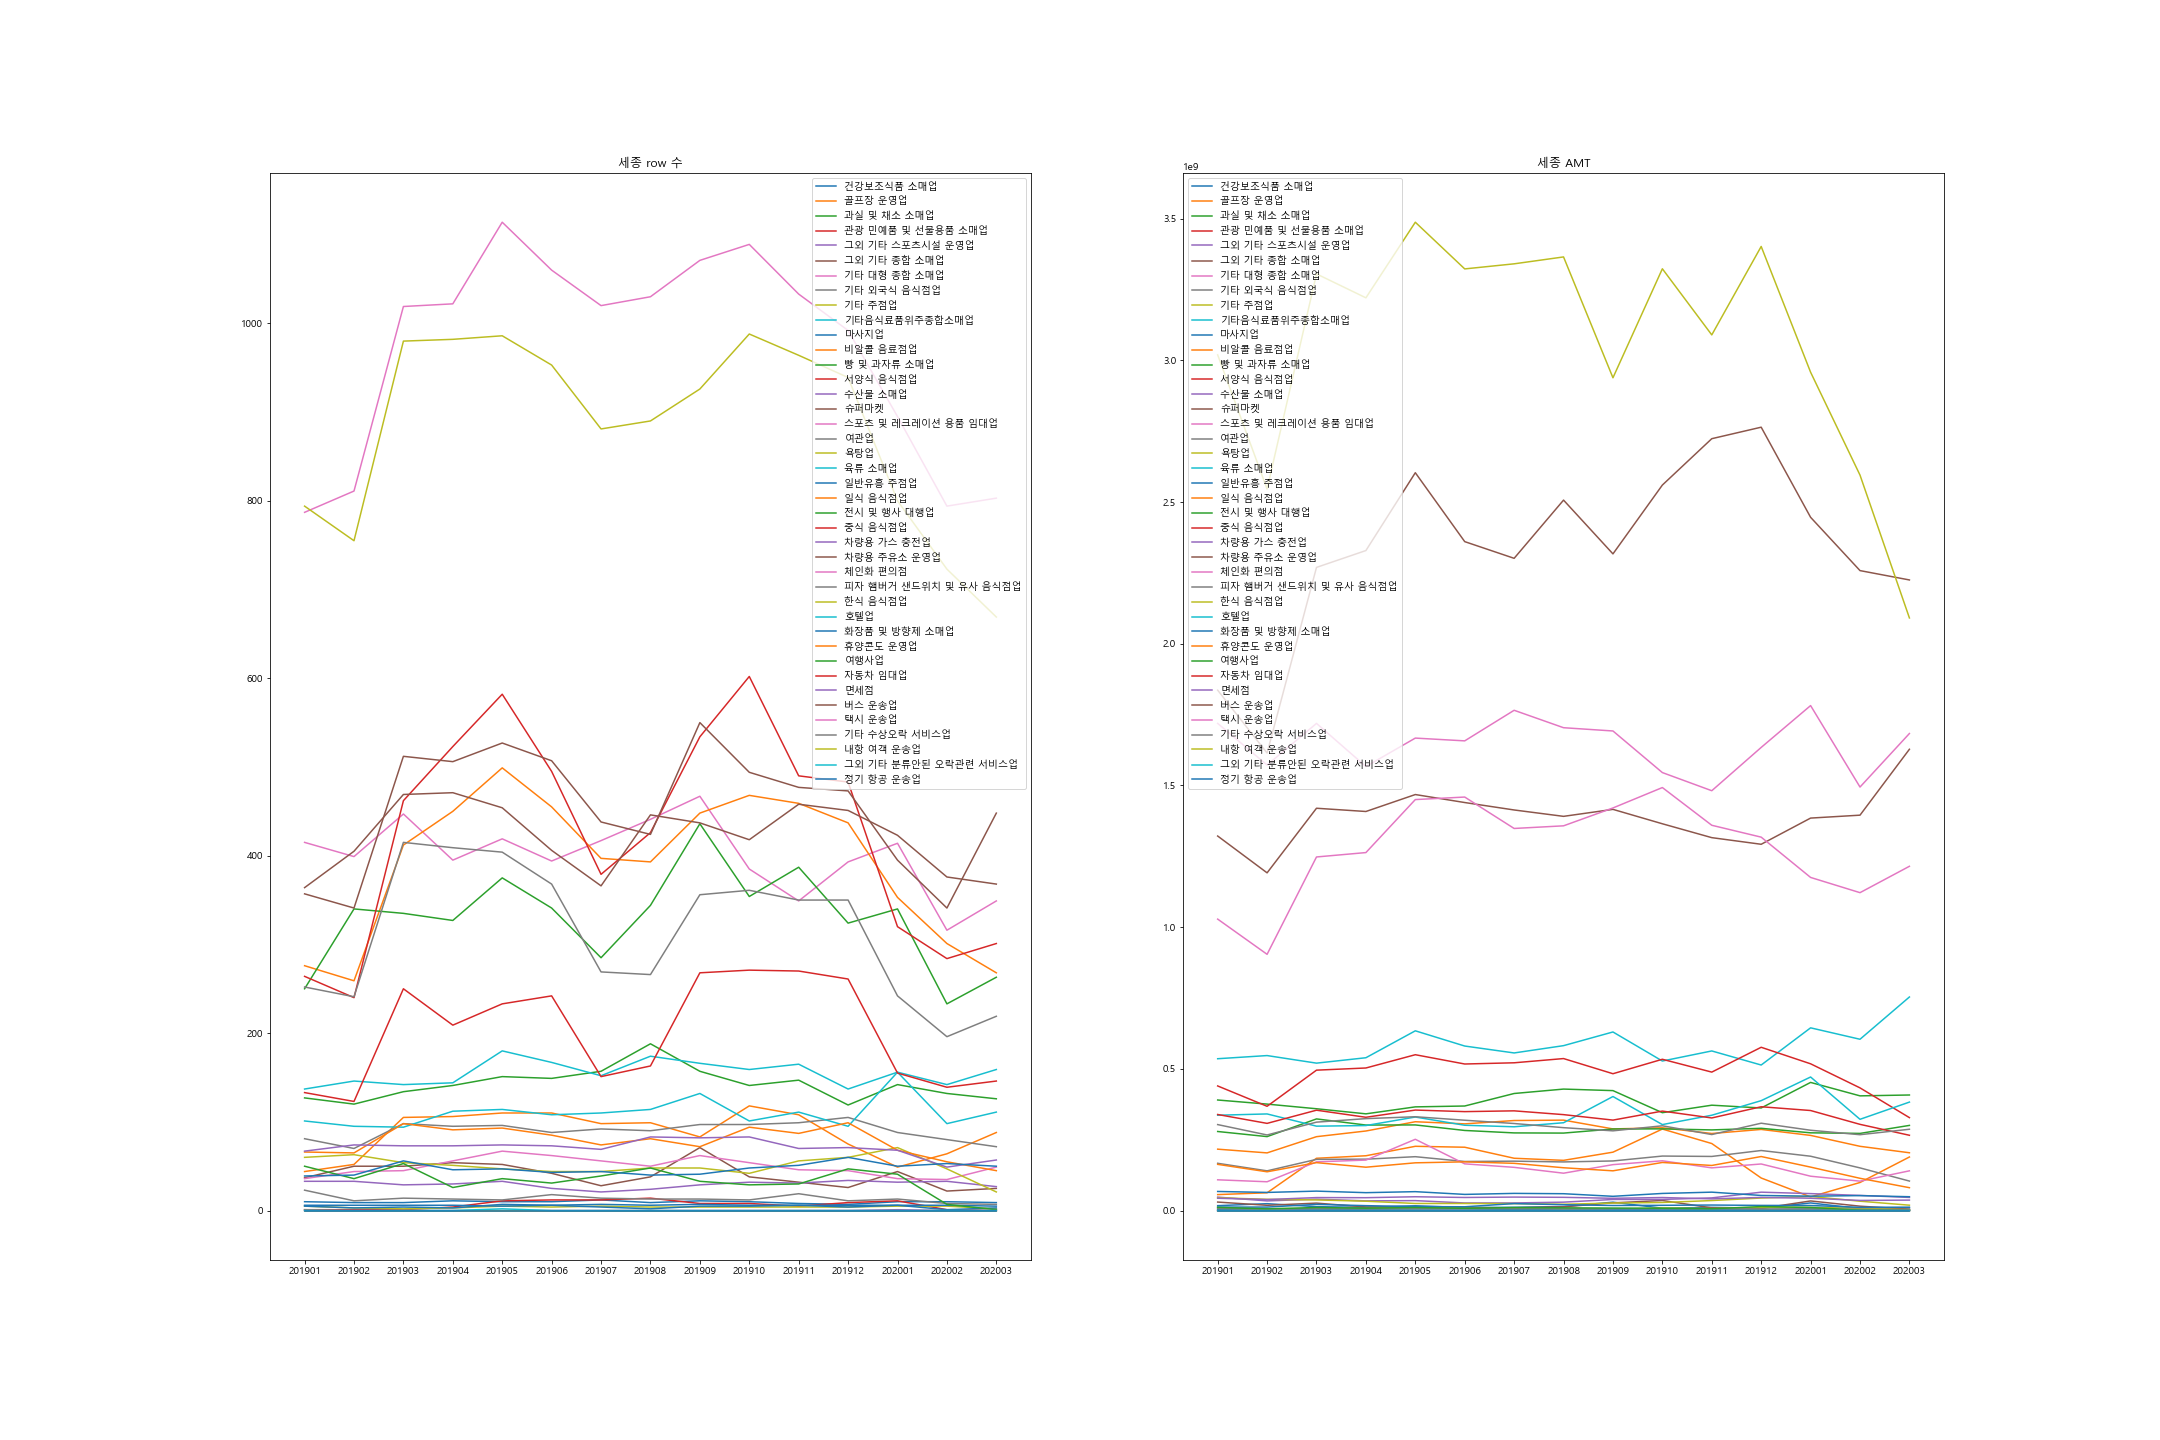 세종 row 수
1000
800
600
400
200
0
건강보조식품 소매업
골프장 운영업
과실 및 채소 소매업
관광 민예품 및 선물용품 소매업
그외 기타 스포츠시설 운영업
그외 기타 종합 소매업
기타 대형 종합 소매업
기타 외국식 음식점업
기타 주점업
기타음식료품위주종합소매업
마사지업
비알콜 음료점업
빵 및 과자류 소매업
서양식 음식점업
수산물 소매업
슈퍼마켓
스포츠 및 레크레이션 용품 임대업
여관업
욕탕업
육류 소매업
일반유흥 주점업
일식 음식점업
전시 및 행사 대행업
중식 음식점업
차량용 가스 충전업
차량용 주유소 운영업
체인화 편의점
피자 햄버거 샌드위치 및 유사 음식점업
한식 음식점업
호텔업
화장품 및 방향제 소매업
휴양콘도 운영업
여행사업
자동차 임대업
면세점
버스 운송업
택시 운송업
기타 수상오락 서비스업
내항 여객 운송업
그외 기타 분류안된 오락관련 서비스업
정기 항공 운송업
201901 201902 201903 201904 201905 201906 201907 201908 201909 201910 201911 201912 202001 202002 202003
세종 AMT
1e9
3.5
3.0
2.5
2.0
1.5
1.0
0.5
0.0
건강보조식품 소매업
골프장 운영업
과실 및 채소 소매업
관광 민예품 및 선물용품 소매업
그외 기타 스포츠시설 운영업
그외 기타 종합 소매업
기타 대형 종합 소매업
기타 외국식 음식점업
기타 주점업
기타음식료품위주종합소매업
마사지업
비알콜 음료점업
빵 및 과자류 소매업
서양식 음식점업
수산물 소매업
슈퍼마켓
스포츠 및 레크레이션 용품 임대업
여관업
욕탕업
육류 소매업
일반유흥 주점업
일식 음식점업
전시 및 행사 대행업
중식 음식점업
차량용 가스 충전업
차량용 주유소 운영업
체인화 편의점
피자 햄버거 샌드위치 및 유사 음식점업
한식 음식점업
호텔업
화장품 및 방향제 소매업
휴양콘도 운영업
여행사업
자동차 임대업
면세점
버스 운송업
택시 운송업
기타 수상오락 서비스업
내항 여객 운송업
그외 기타 분류안된 오락관련 서비스업
정기 항공 운송업
201901 201902 201903 201904 201905 201906 201907 201908 201909 201910 201911 201912 202001 202002 202003